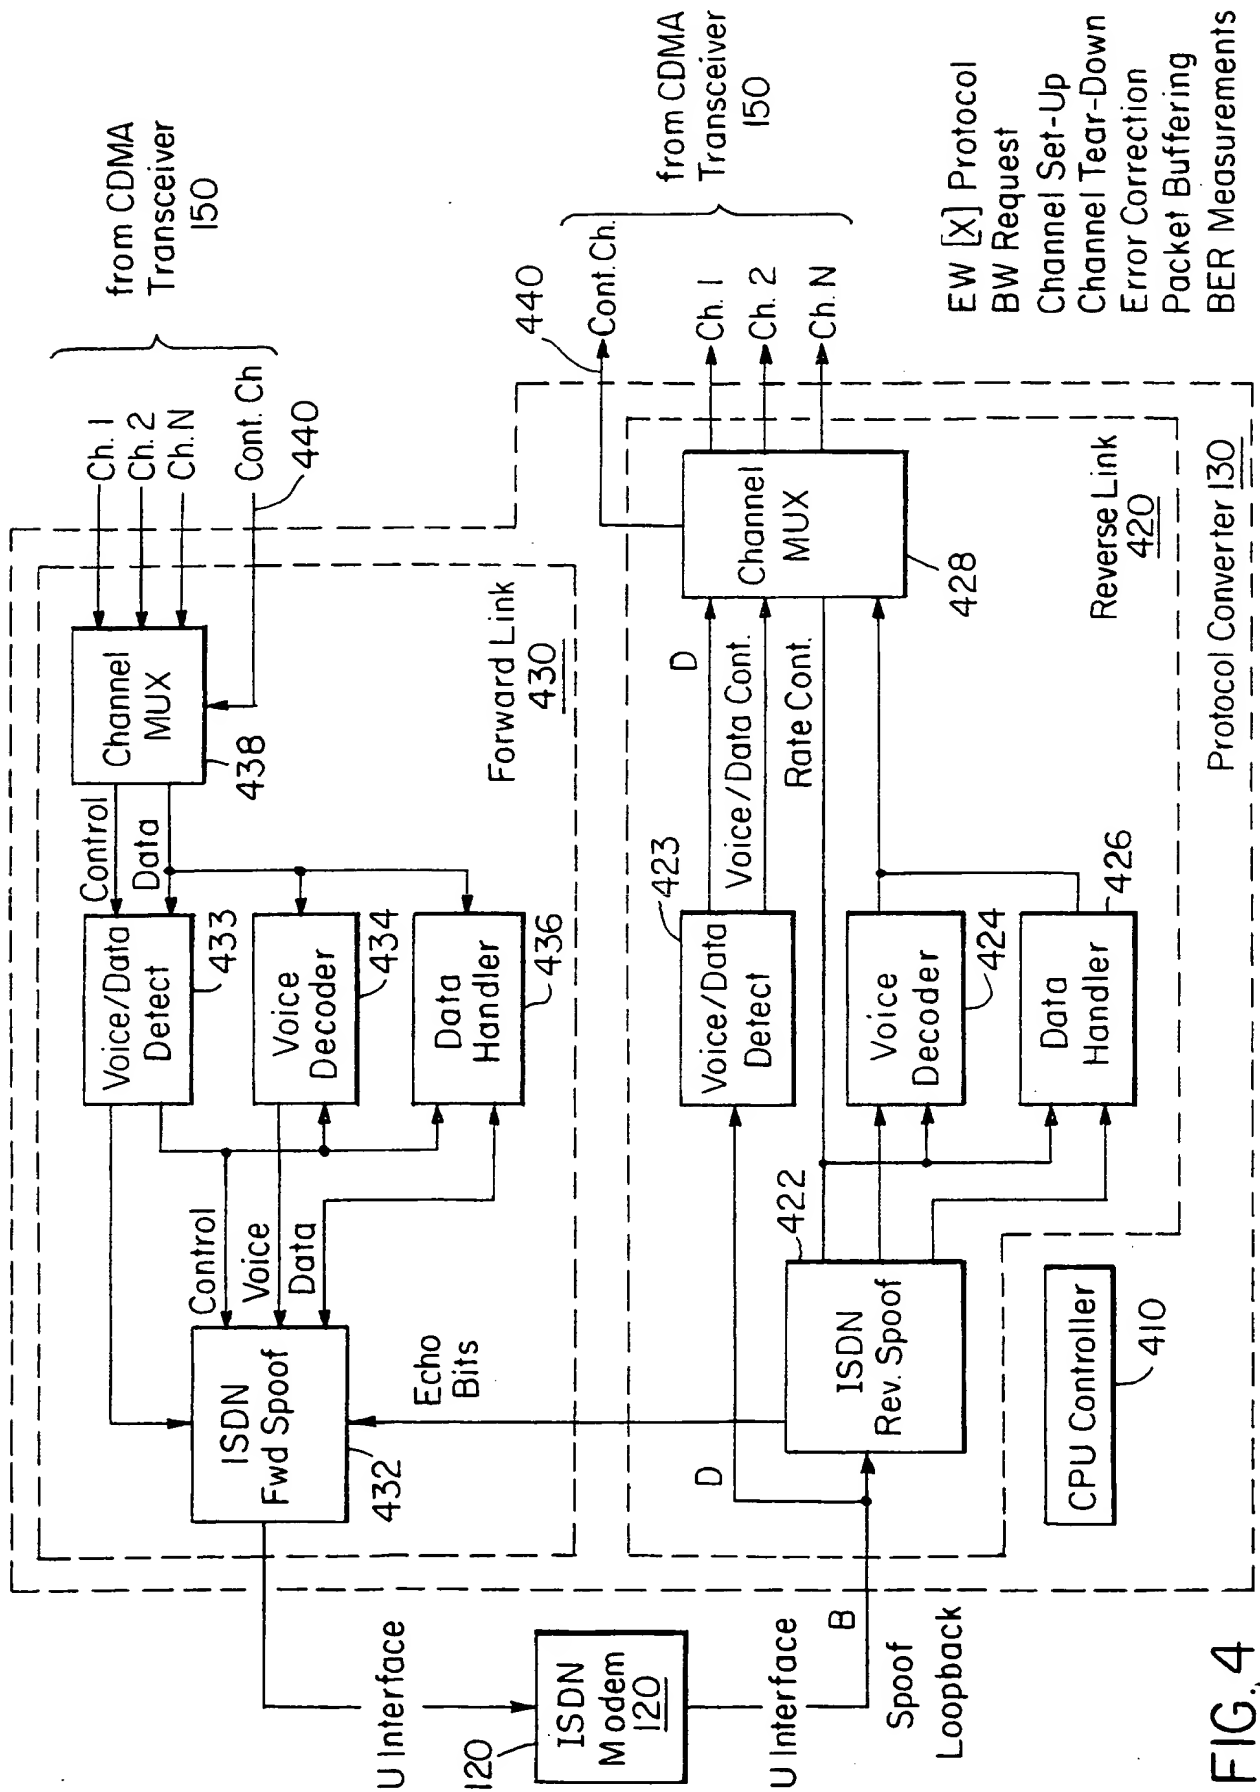 from CDMA
Transceiver
150
Ch. 1
Ch. 2
Ch. N
Cont. Ch
440
Channel
MUX
438
Control
Data
Forward Link
430
Voice/Data
Detect
433
Voice
Decoder
434
Data
Handler
436
Control
Voice
Data
ISDN
Fwd Spoof
432
Echo
Bits
U Interface
120
ISDN
Modem
120
U Interface
B
Spoof
Loopback
D
ISDN
Rev. Spoof
422
Voice/Data
Detect
423
Voice
Decoder
424
Data
Handler
426
D
Voice/Data Cont.
Rate Cont.
Channel
MUX
428
Reverse Link
420
440
Cont. Ch.
Ch. 1
Ch. 2
Ch. N
from CDMA
Transceiver
150
CPU Controller
410
Protocol Converter 130
EW [X] Protocol
BW Request
Channel Set-Up
Channel Tear-Down
Error Correction
Packet Buffering
BER Measurements
FIG. 4